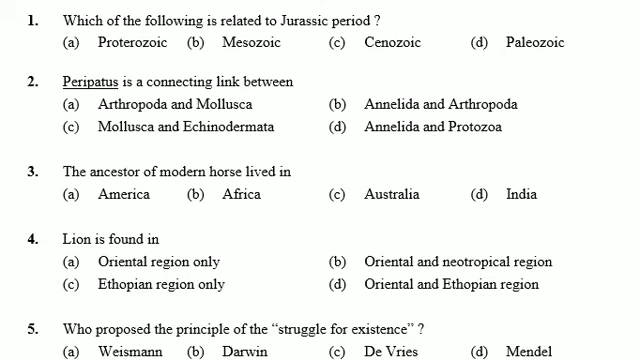 1. Which of the following is related to Jurassic period ?
(a) Proterozoic (b) Mesozoic (c) Cenozoic (d) Paleozoic
2. Peripatus is a connecting link between
(a) Arthropoda and Mollusca (b) Annelida and Arthropoda
(c) Mollusca and Echinodermata (d) Annelida and Protozoa
3. The ancestor of modern horse lived in
(a) America (b) Africa (c) Australia (d) India
4. Lion is found in
(a) Oriental region only (b) Oriental and neotropical region
(c) Ethopian region only (d) Oriental and Ethopian region
5. Who proposed the principle of the “struggle for existence” ?
(a) Weismann (b) Darwin (c) De Vries (d) Mendel